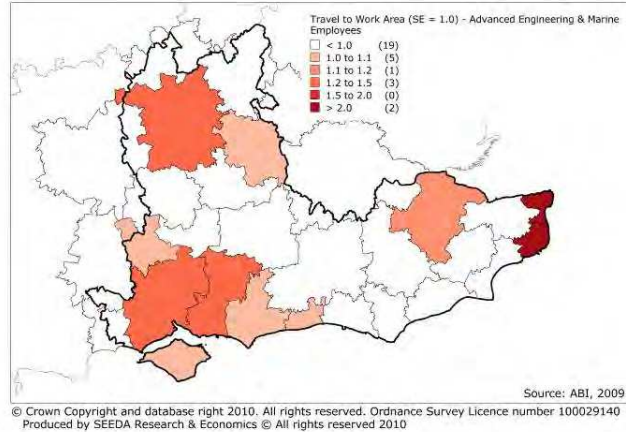 Travel to Work Area (SE = 1.0) - Advanced Engineering & Marine
Employees
< 1.0 (19)
1.0 to 1.1 (5)
1.1 to 1.2 (1)
1.2 to 1.5 (3)
1.5 to 2.0 (0)
> 2.0 (2)
Source: ABI, 2009
© Crown Copyright and database right 2010. All rights reserved. Ordnance Survey Licence number 100029140
Produced by SEEDA Research & Economics © All rights reserved 2010